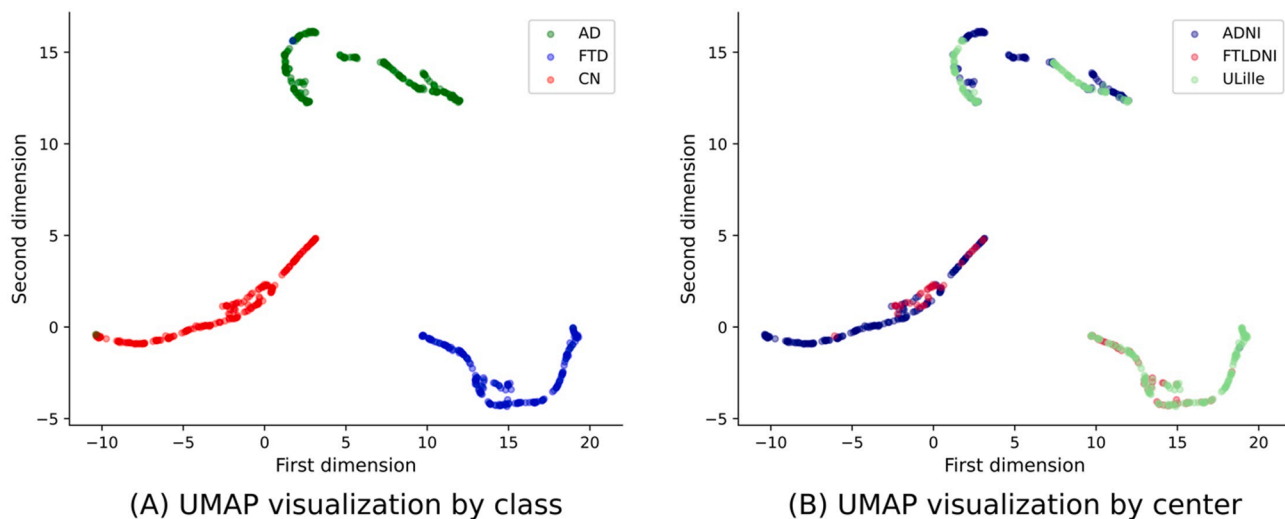 AD
FTD
CN
15
10
5
0
−5
Second dimension
−10
−5
0
5
10
15
20
First dimension
(A) UMAP visualization by class
ADNI
FTLDNI
ULille
15
10
5
0
−5
Second dimension
−10
−5
0
5
10
15
20
First dimension
(B) UMAP visualization by center